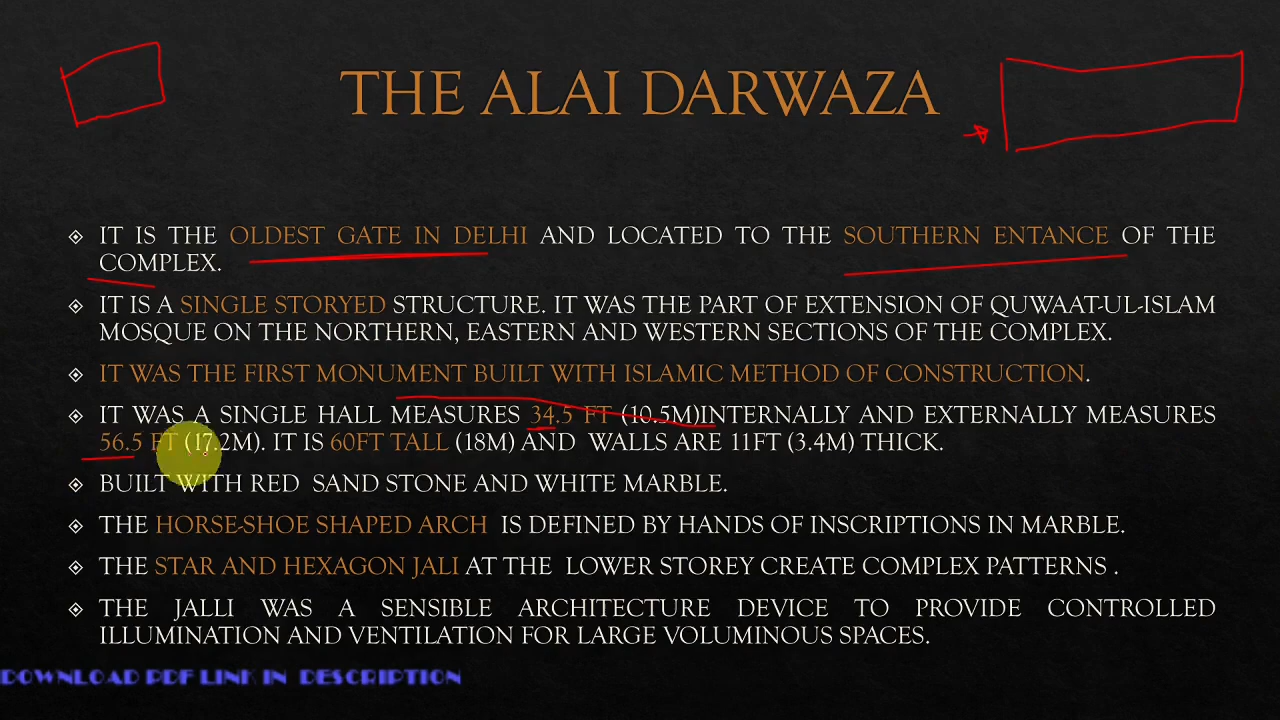 THE ALAI DARWAZA
IT IS THE OLDEST GATE IN DELHI AND LOCATED TO THE SOUTHERN ENTANCE OF THE
COMPLEX.
IT IS A SINGLE STORYED STRUCTURE. IT WAS THE PART OF EXTENSION OF QUWAAT-UL-ISLAM
MOSQUE ON THE NORTHERN, EASTERN AND WESTERN SECTIONS OF THE COMPLEX.
IT WAS THE FIRST MONUMENT BUILT WITH ISLAMIC METHOD OF CONSTRUCTION.
IT WAS A SINGLE HALL MEASURES 34.5 FT (10.5M)INTERNALLY AND EXTERNALLY MEASURES
56.5 FT (17.2M). IT IS 60FT TALL (18M) AND WALLS ARE 11FT (3.4M) THICK.
BUILT WITH RED SAND STONE AND WHITE MARBLE.
THE HORSE-SHOE SHAPED ARCH IS DEFINED BY HANDS OF INSCRIPTIONS IN MARBLE.
THE STAR AND HEXAGON JALI AT THE LOWER STOREY CREATE COMPLEX PATTERNS .
THE JALLI WAS A SENSIBLE ARCHITECTURE DEVICE TO PROVIDE CONTROLLED
ILLUMINATION AND VENTILATION FOR LARGE VOLUMINOUS SPACES.
DOWNLOAD PDF LINK IN DESCRIPTION